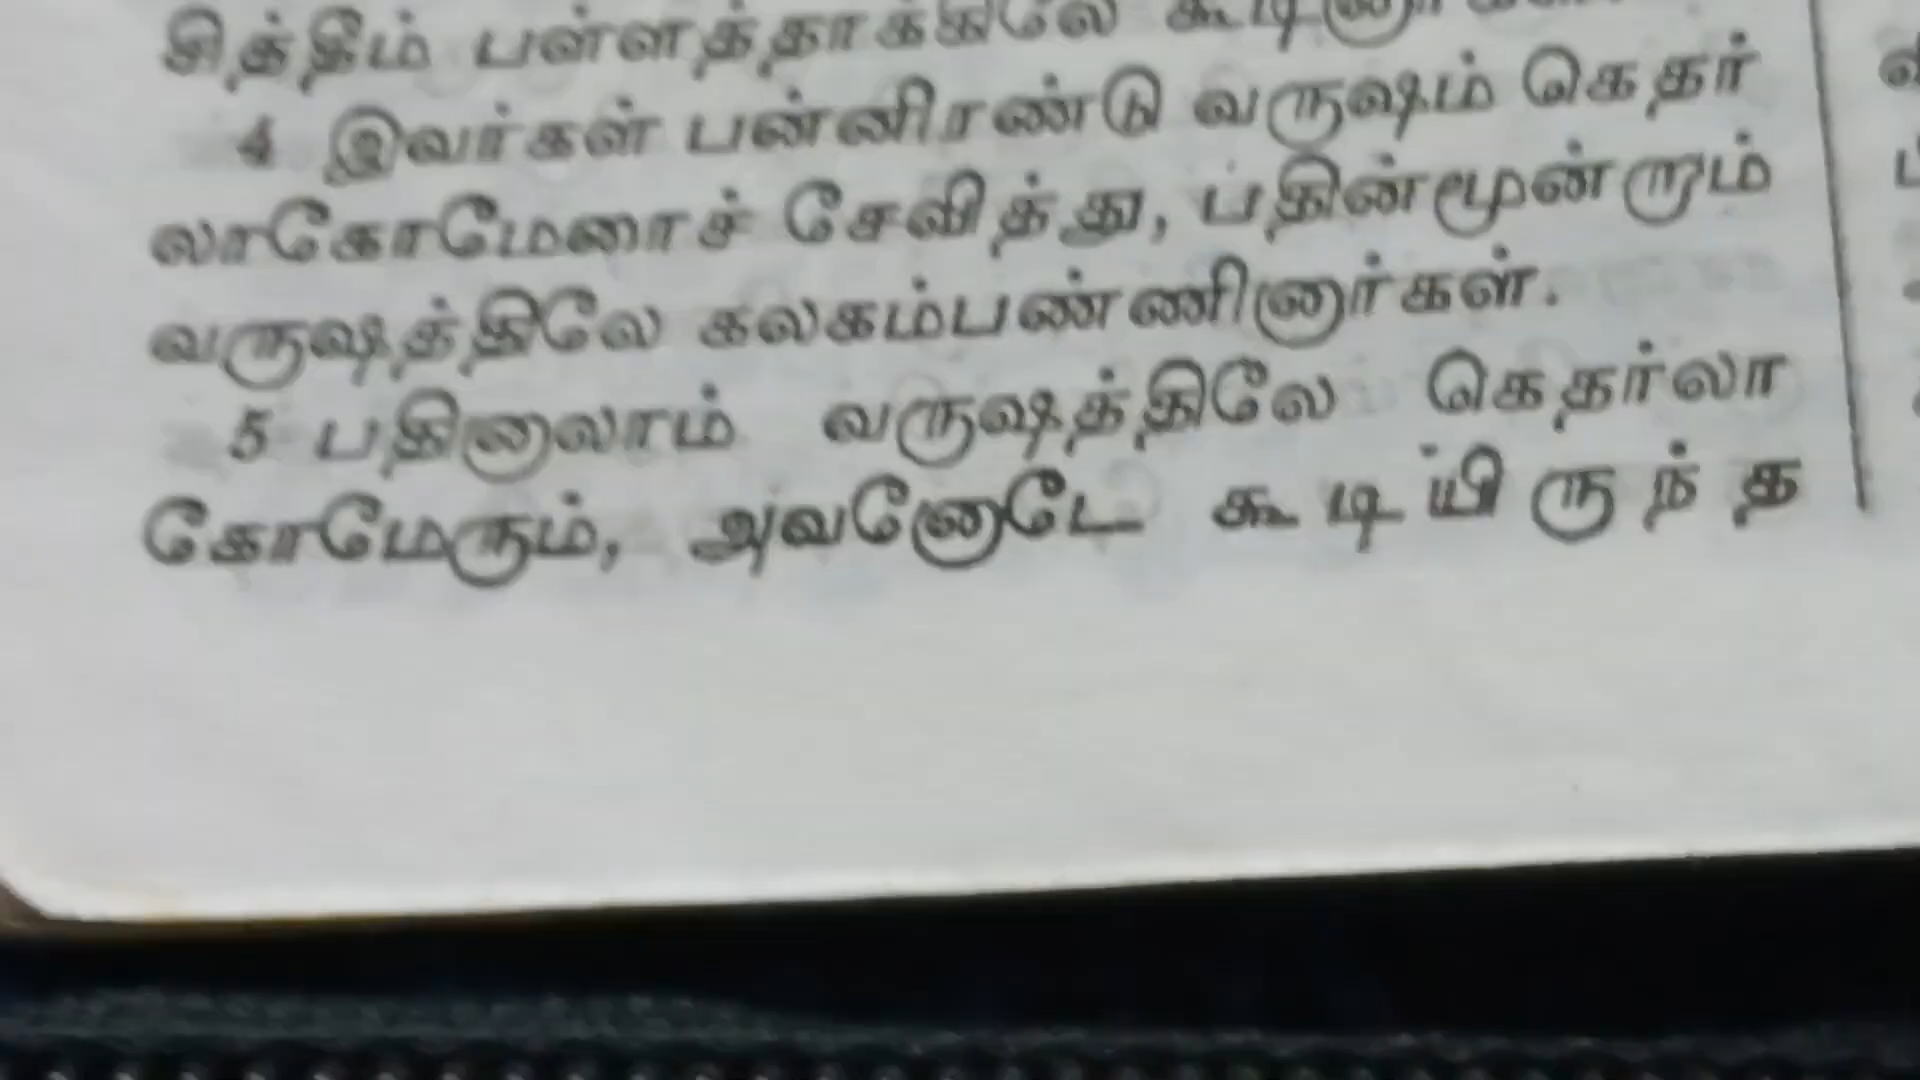 சித்தீம் பள்ளத்தாக்கிலே கூடினார்கள்
4 இவர்கள் பன்னிரண்டு வருஷம் கெதர்
லாகோமேரைச் சேவித்து, பதின்மூன்றும்
வருஷத்திலே கலகம்பண்ணினார்கள்.
5 பதினாலாம் வருஷத்திலே கெதர்லா
கோமேரும், அவனோடே கூடியிருந்த